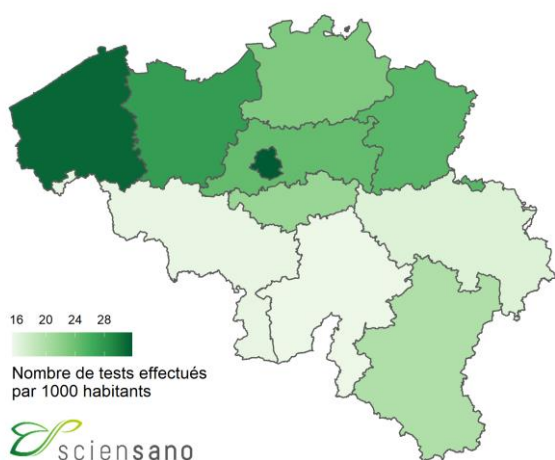 16 20 24 28
Nombre de tests effectués
par 1000 habitants
sciensano